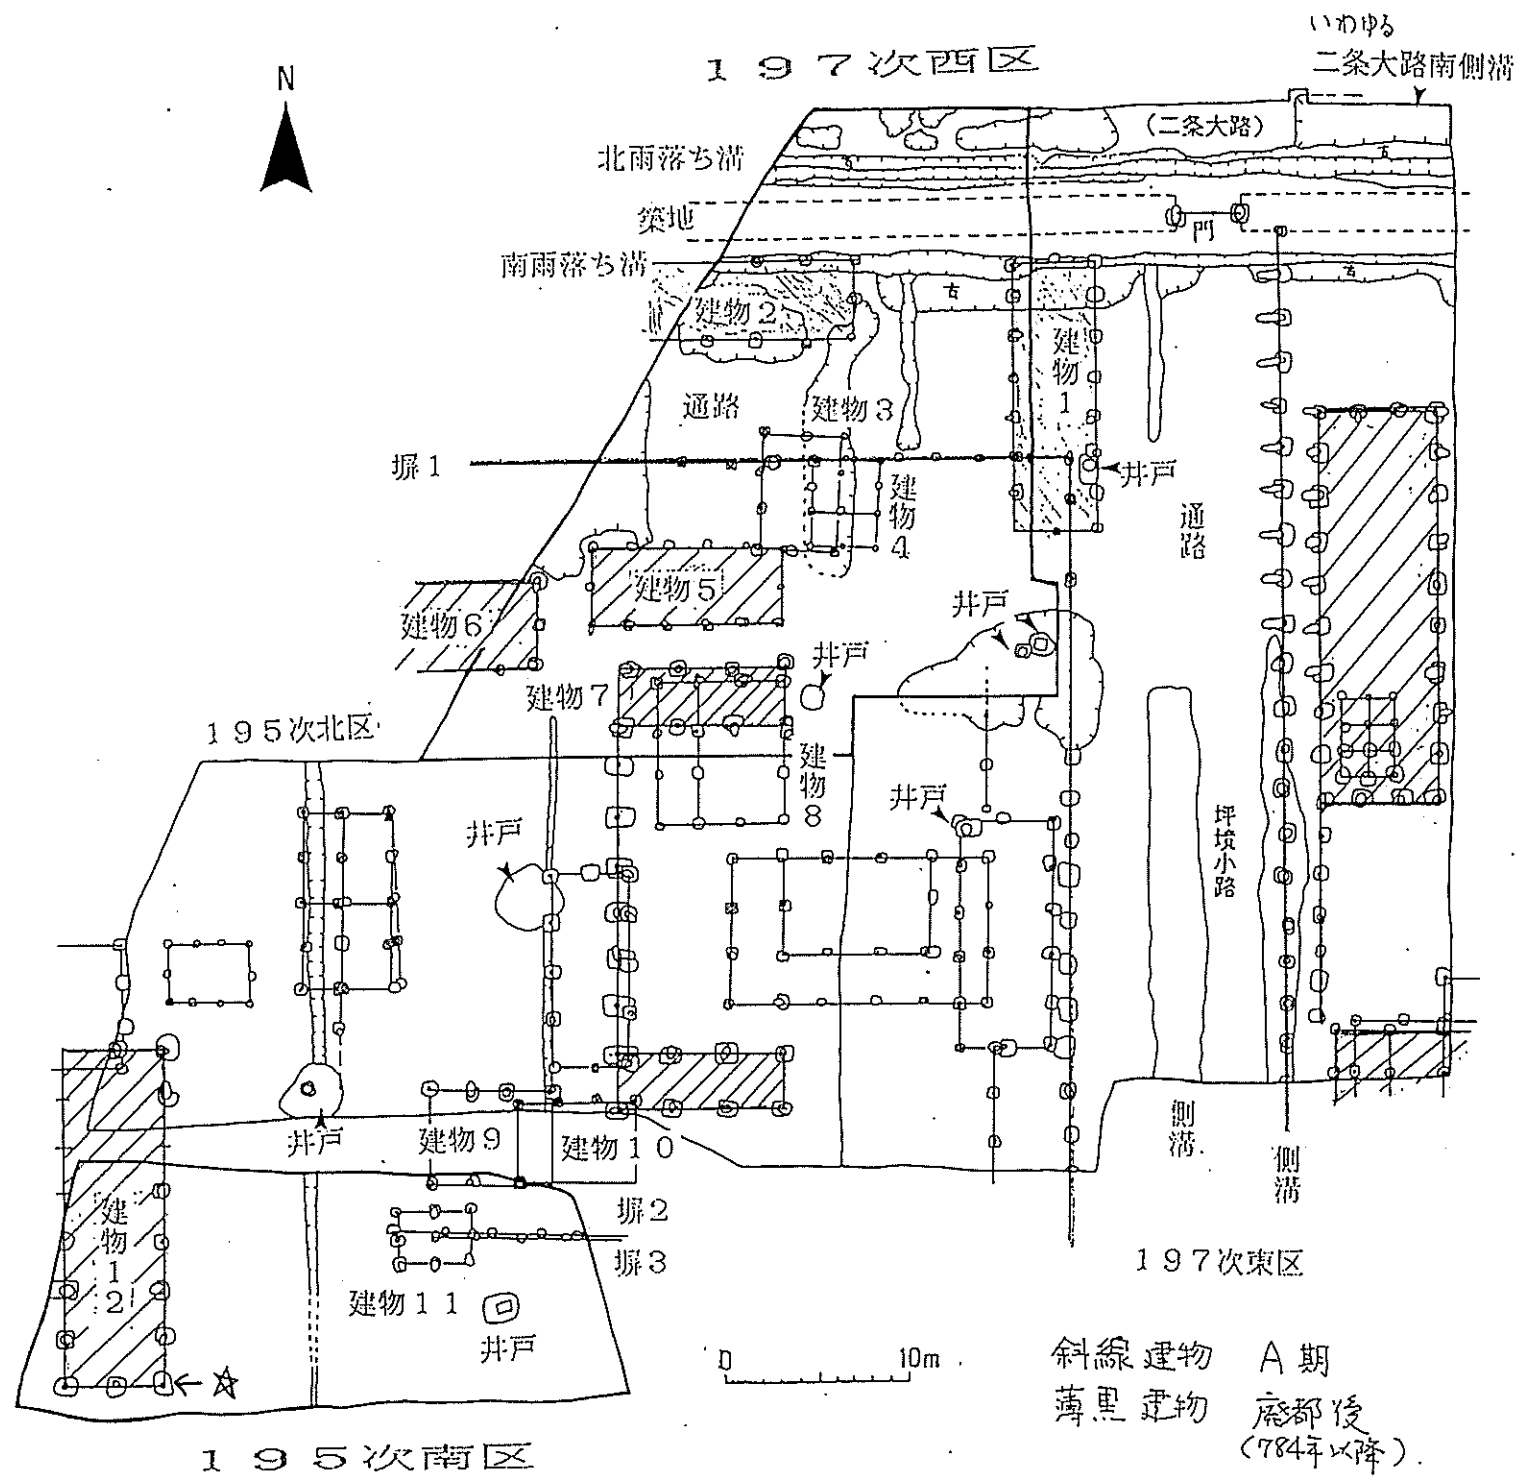 いわゆる
二条大路南側溝
197次西区
N
(二条大路)
北雨落ち溝
古
古
築地
門
南雨落ち溝
古
古
建物2
建物1
通路
建物3
塀1
井戸
建物4
通路
建物5
建物6
井戸
井戸
建物7
195次北区
建物8
井戸
井戸
坪境小路
井戸
建物9
建物10
側溝
側溝
建物12
塀2
塀3
197次東区
建物11
井戸
0 10m
←☆
斜線建物 A期
薄黒建物 廃都後
(784年以降).
195次南区